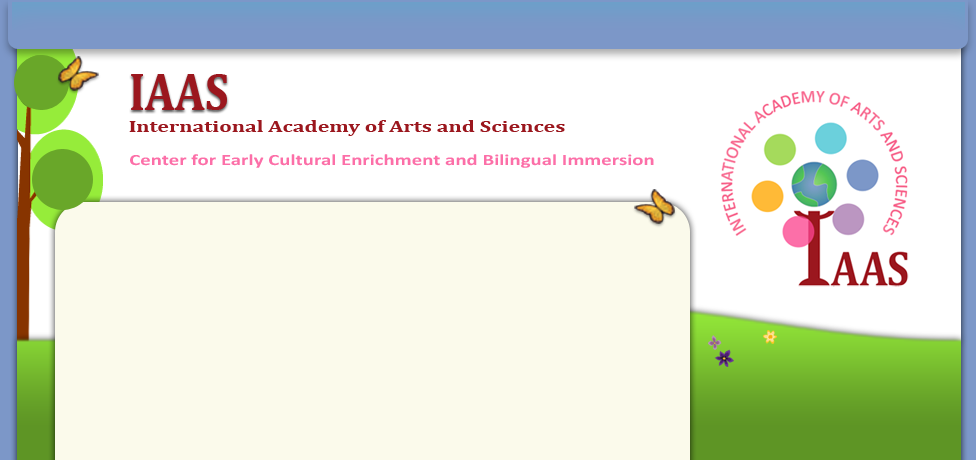 IAAS
International Academy of Arts and Sciences
Center for Early Cultural Enrichment and Bilingual Immersion
INTERNATIONAL ACADEMY OF ARTS AND SCIENCES
IAAS